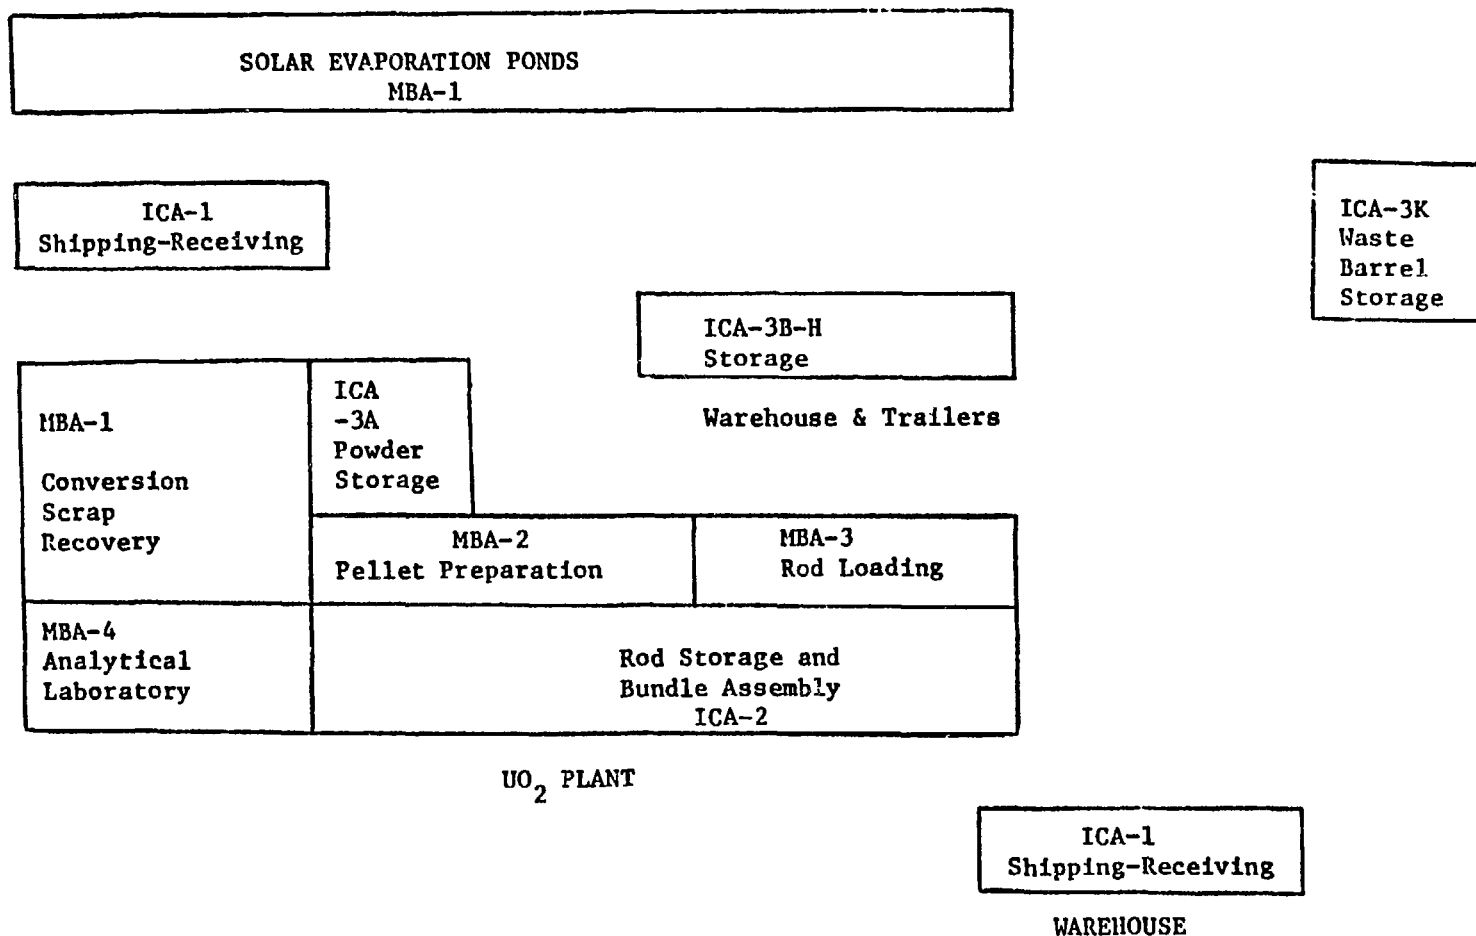 SOLAR EVAPORATION PONDS
MBA-1
ICA-1
Shipping-Receiving
ICA-3K
Waste
Barrel
Storage
ICA-3B-H
Storage
Warehouse & Trailers
MBA-1
Conversion
Scrap
Recovery
ICA
-3A
Powder
Storage
MBA-2
Pellet Preparation
MBA-3
Rod Loading
MBA-4
Analytical
Laboratory
Rod Storage and
Bundle Assembly
ICA-2
UO₂ PLANT
ICA-1
Shipping-Receiving
WAREHOUSE